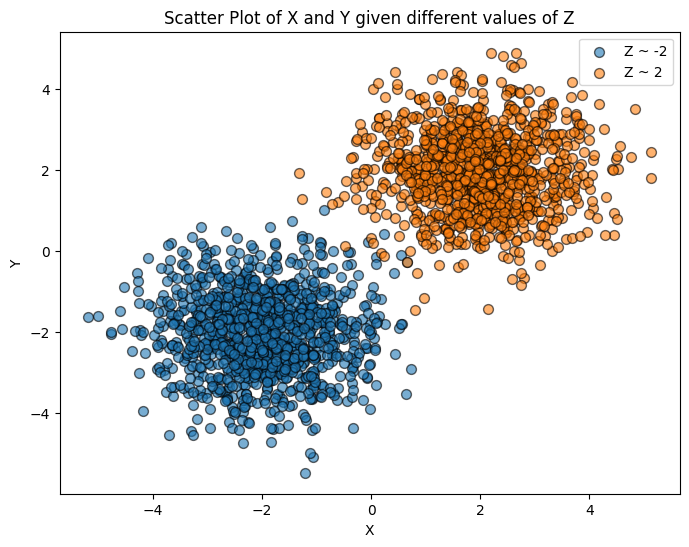 Scatter Plot of X and Y given different values of Z
Z ~ -2
Z ~ 2
4
2
0
−2
−4
Y
−4
−2
0
2
4
X